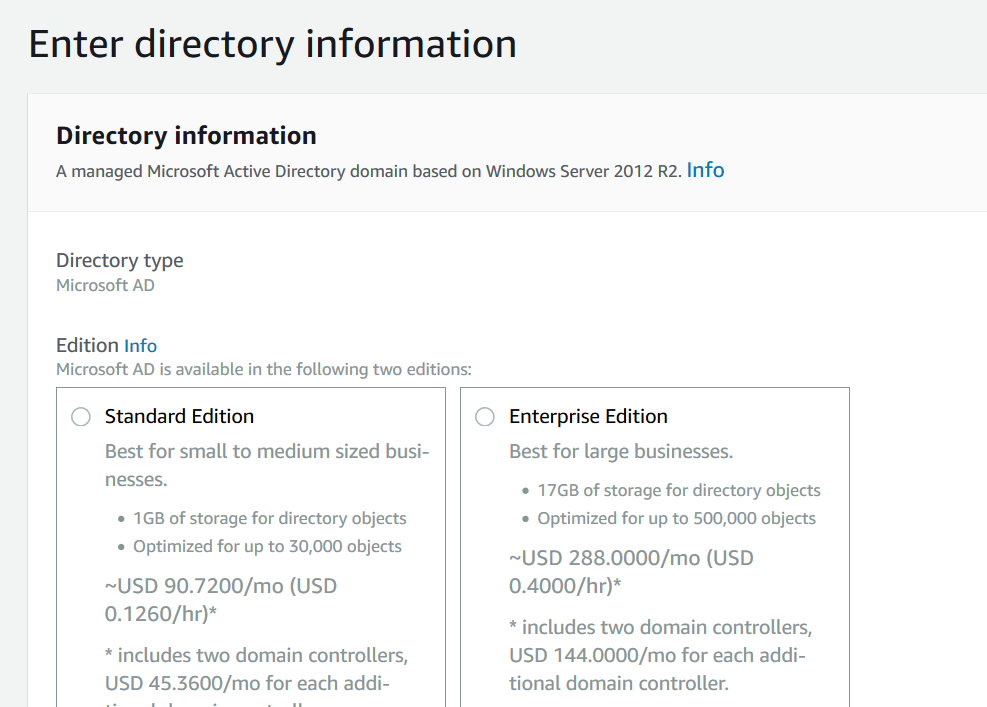 Enter directory information
Directory information
A managed Microsoft Active Directory domain based on Windows Server 2012 R2. Info
Directory type
Microsoft AD
Edition Info
Microsoft AD is available in the following two editions:
Standard Edition
Best for small to medium sized busi-
nesses.
• 1GB of storage for directory objects
• Optimized for up to 30,000 objects
~USD 90.7200/mo (USD
0.1260/hr)*
* includes two domain controllers,
USD 45.3600/mo for each addi-
Enterprise Edition
Best for large businesses.
• 17GB of storage for directory objects
• Optimized for up to 500,000 objects
~USD 288.0000/mo (USD
0.4000/hr)*
* includes two domain controllers,
USD 144.0000/mo for each addi-
tional domain controller.